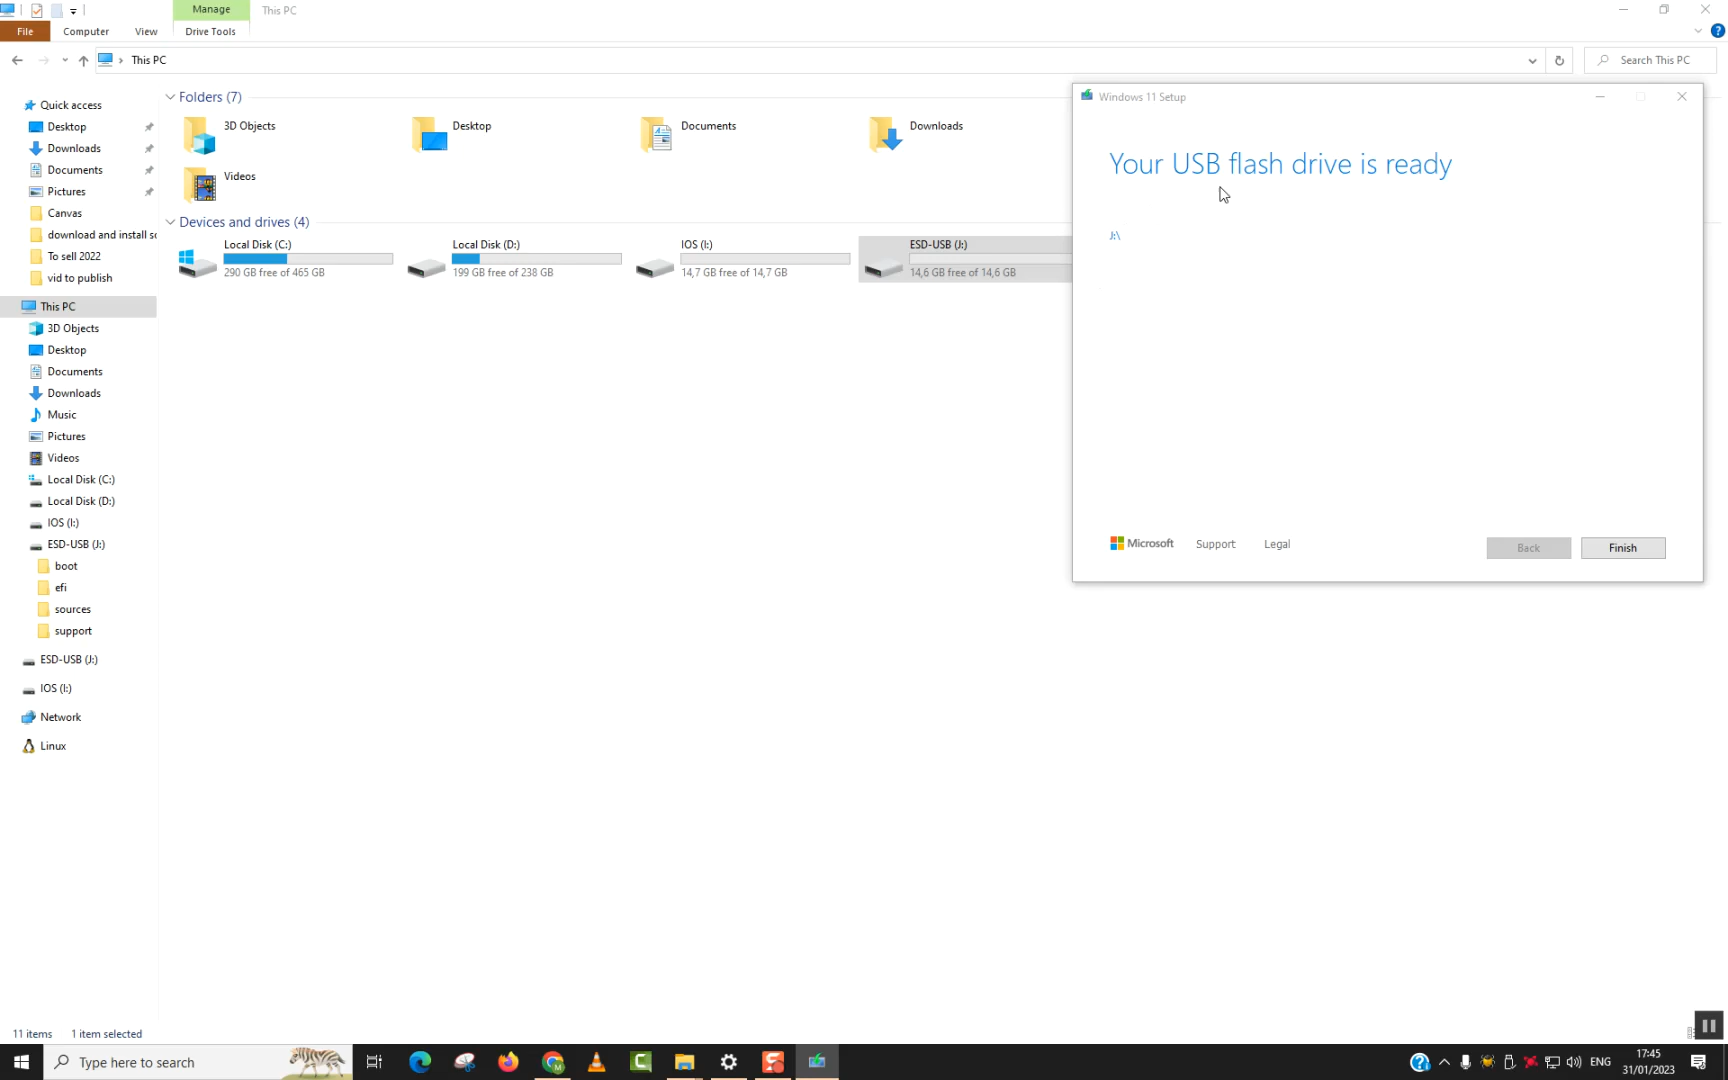 Manage
This PC
File
Computer
View
Drive Tools
This PC
Search This PC
Quick access
Desktop
Downloads
Documents
Pictures
Canvas
download and install sc
To sell 2022
vid to publish
This PC
3D Objects
Desktop
Documents
Downloads
Music
Pictures
Videos
Local Disk (C:)
Local Disk (D:)
IOS (I:)
ESD-USB (J:)
boot
efi
sources
support
ESD-USB (J:)
IOS (I:)
Network
Linux
Folders (7)
3D Objects
Desktop
Documents
Downloads
Videos
Devices and drives (4)
Local Disk (C:)
290 GB free of 465 GB
Local Disk (D:)
199 GB free of 238 GB
IOS (I:)
14,7 GB free of 14,7 GB
ESD-USB (J:)
14,6 GB free of 14,6 GB
Windows 11 Setup
Your USB flash drive is ready
J:\
Microsoft
Support
Legal
Back
Finish
11 items
1 item selected
Type here to search
ENG
17:45
31/01/2023